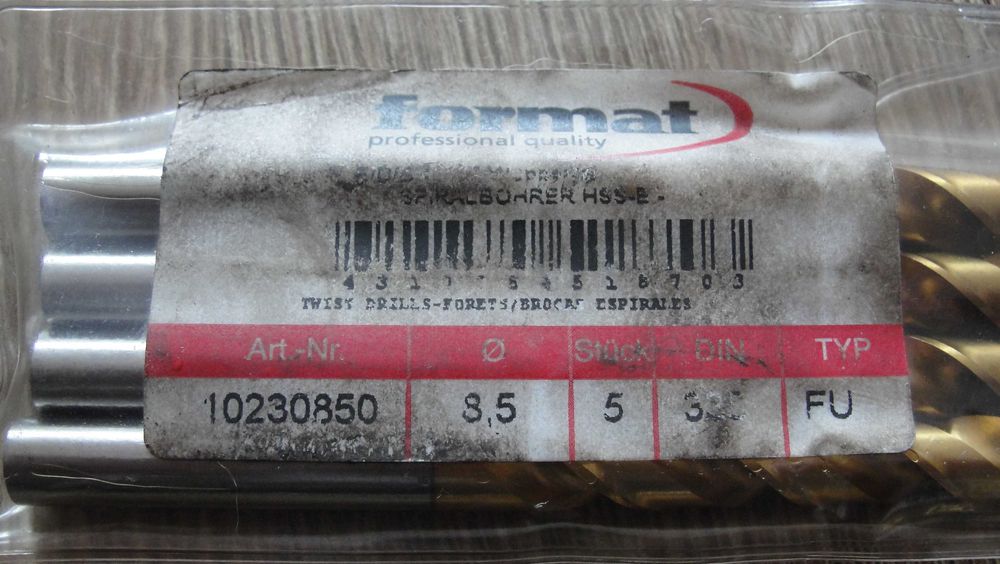 format
professional quality
SPIRALBOHRER HSS-E -
TWIST DRILLS-FORETS/BROCAS ESPIRALES
Art.-Nr. Ø Stück DIN TYP
10230850 8,5 5 FU